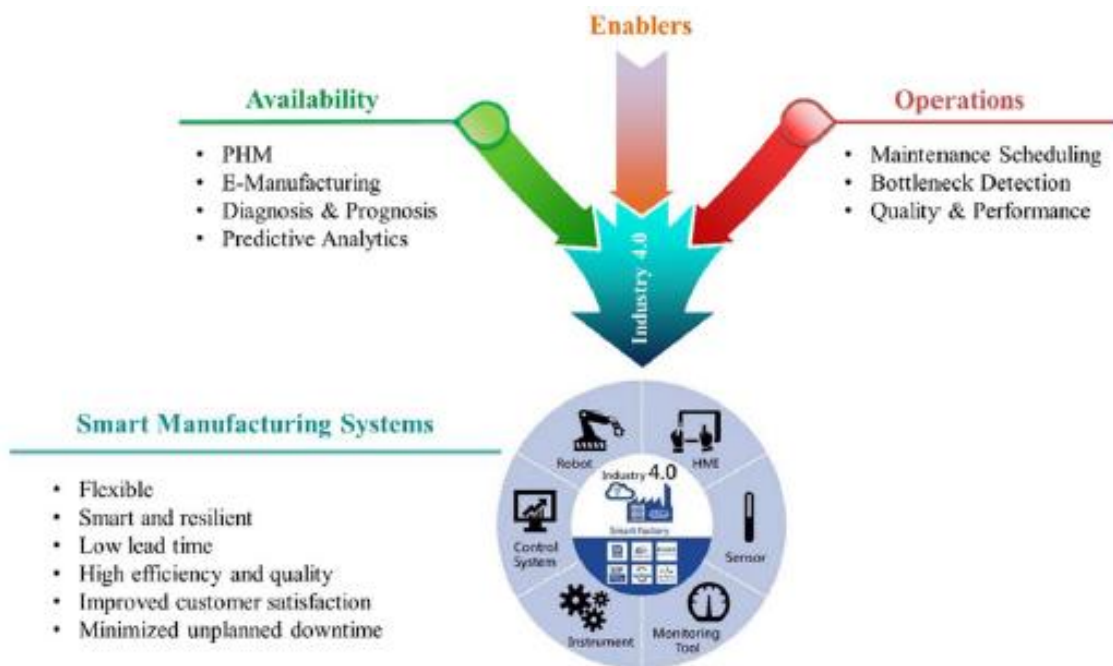 Enablers
Availability
• PHM
• E-Manufacturing
• Diagnosis & Prognosis
• Predictive Analytics
Operations
• Maintenance Scheduling
• Bottleneck Detection
• Quality & Performance
Industry 4.0
Smart Manufacturing Systems
• Flexible
• Smart and resilient
• Low lead time
• High efficiency and quality
• Improved customer satisfaction
• Minimized unplanned downtime
Robot
HME
Industry 4.0
Smart Factory
Control
System
Sensor
Instrument
Monitoring
Tool